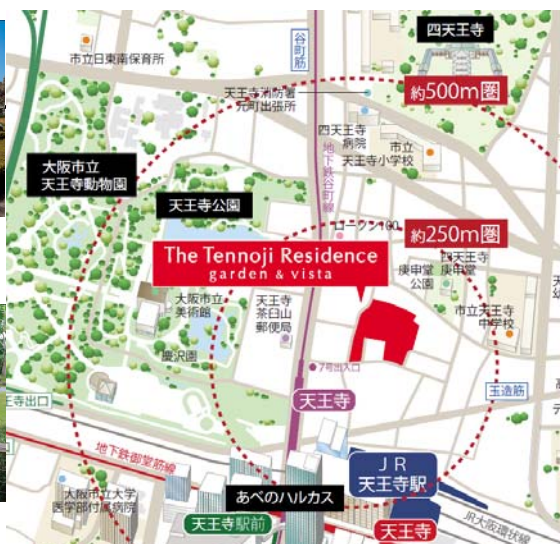 四天王寺
谷町筋
市立日東南保育所
天王寺消防署
元町出張所
約500m圏
四天王寺
病院
市立
天王寺小学校
大阪市立
天王寺動物園
地下鉄谷町線
天王寺公園
ローソン100
約250m圏
The Tennoji Residence
garden & vista
四天王寺
庚申堂
庚申堂
公園
大阪市立
美術館
天王寺
茶臼山
郵便局
市立天王寺
中学校
慶沢園
7号出入口
玉造筋
天王寺
王寺出口
地下鉄御堂筋線
JR
天王寺駅
大阪市立大学
医学部付属病院
あべのハルカス
天王寺駅前
天王寺
JR大阪環状線